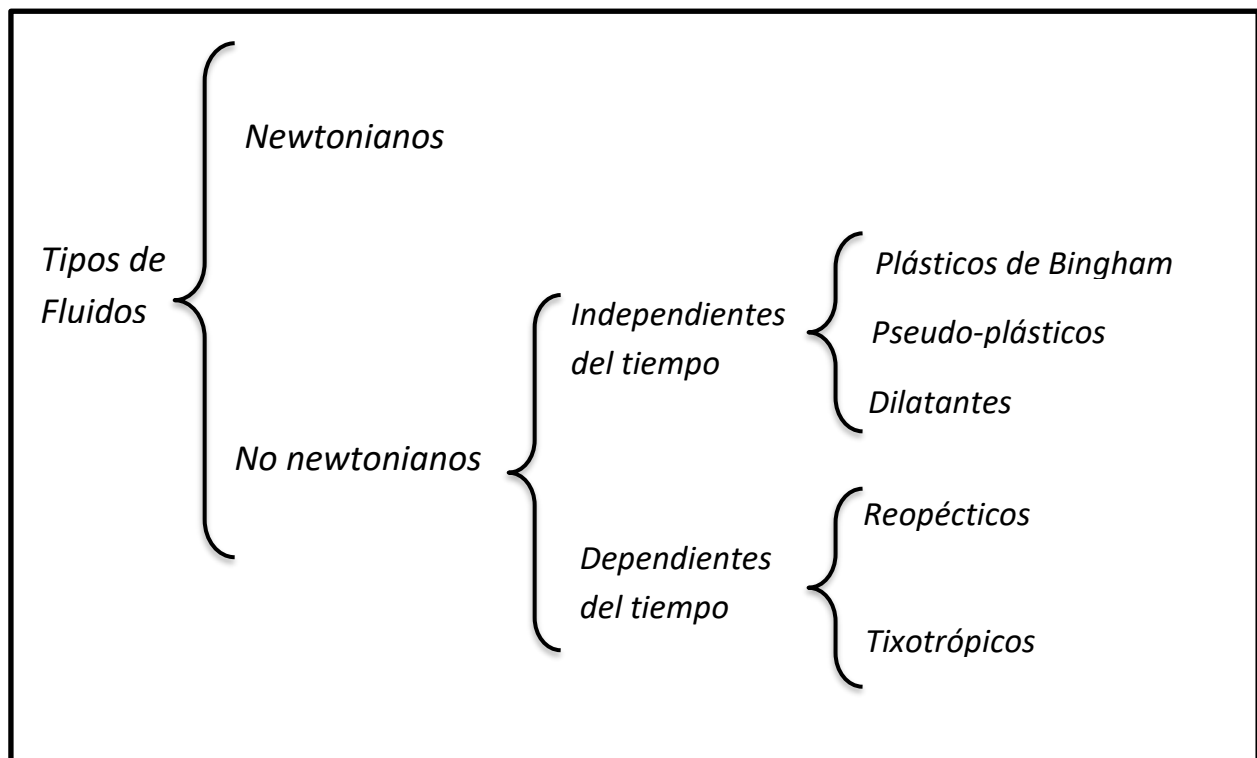 Tipos de
Fluidos
Newtonianos
No newtonianos
Independientes
del tiempo
Plásticos de Bingham
Pseudo-plásticos
Dilatantes
Dependientes
del tiempo
Reopécticos
Tixotrópicos